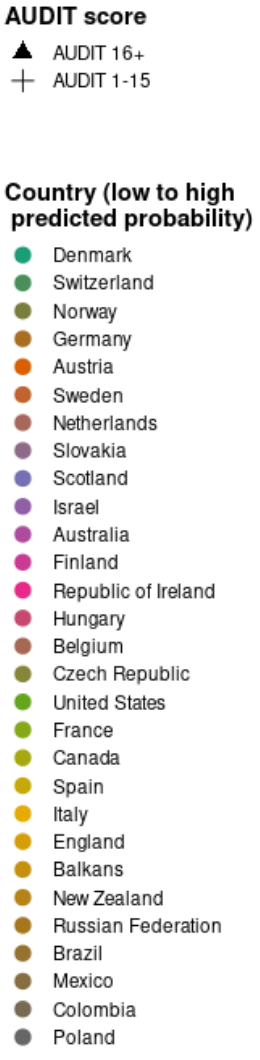 AUDIT score
AUDIT 16+
AUDIT 1-15
Country (low to high
predicted probability)
Denmark
Switzerland
Norway
Germany
Austria
Sweden
Netherlands
Slovakia
Scotland
Israel
Australia
Finland
Republic of Ireland
Hungary
Belgium
Czech Republic
United States
France
Canada
Spain
Italy
England
Balkans
New Zealand
Russian Federation
Brazil
Mexico
Colombia
Poland